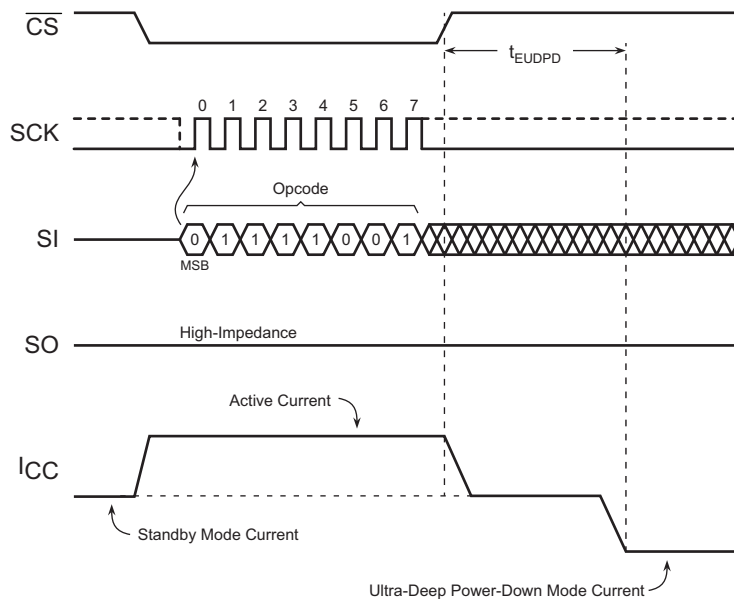 CS
tEUDPD
0 1 2 3 4 5 6 7
SCK
Opcode
SI
0 1 1 1 1 0 0 1
MSB
High-Impedance
SO
Active Current
ICC
Standby Mode Current
Ultra-Deep Power-Down Mode Current